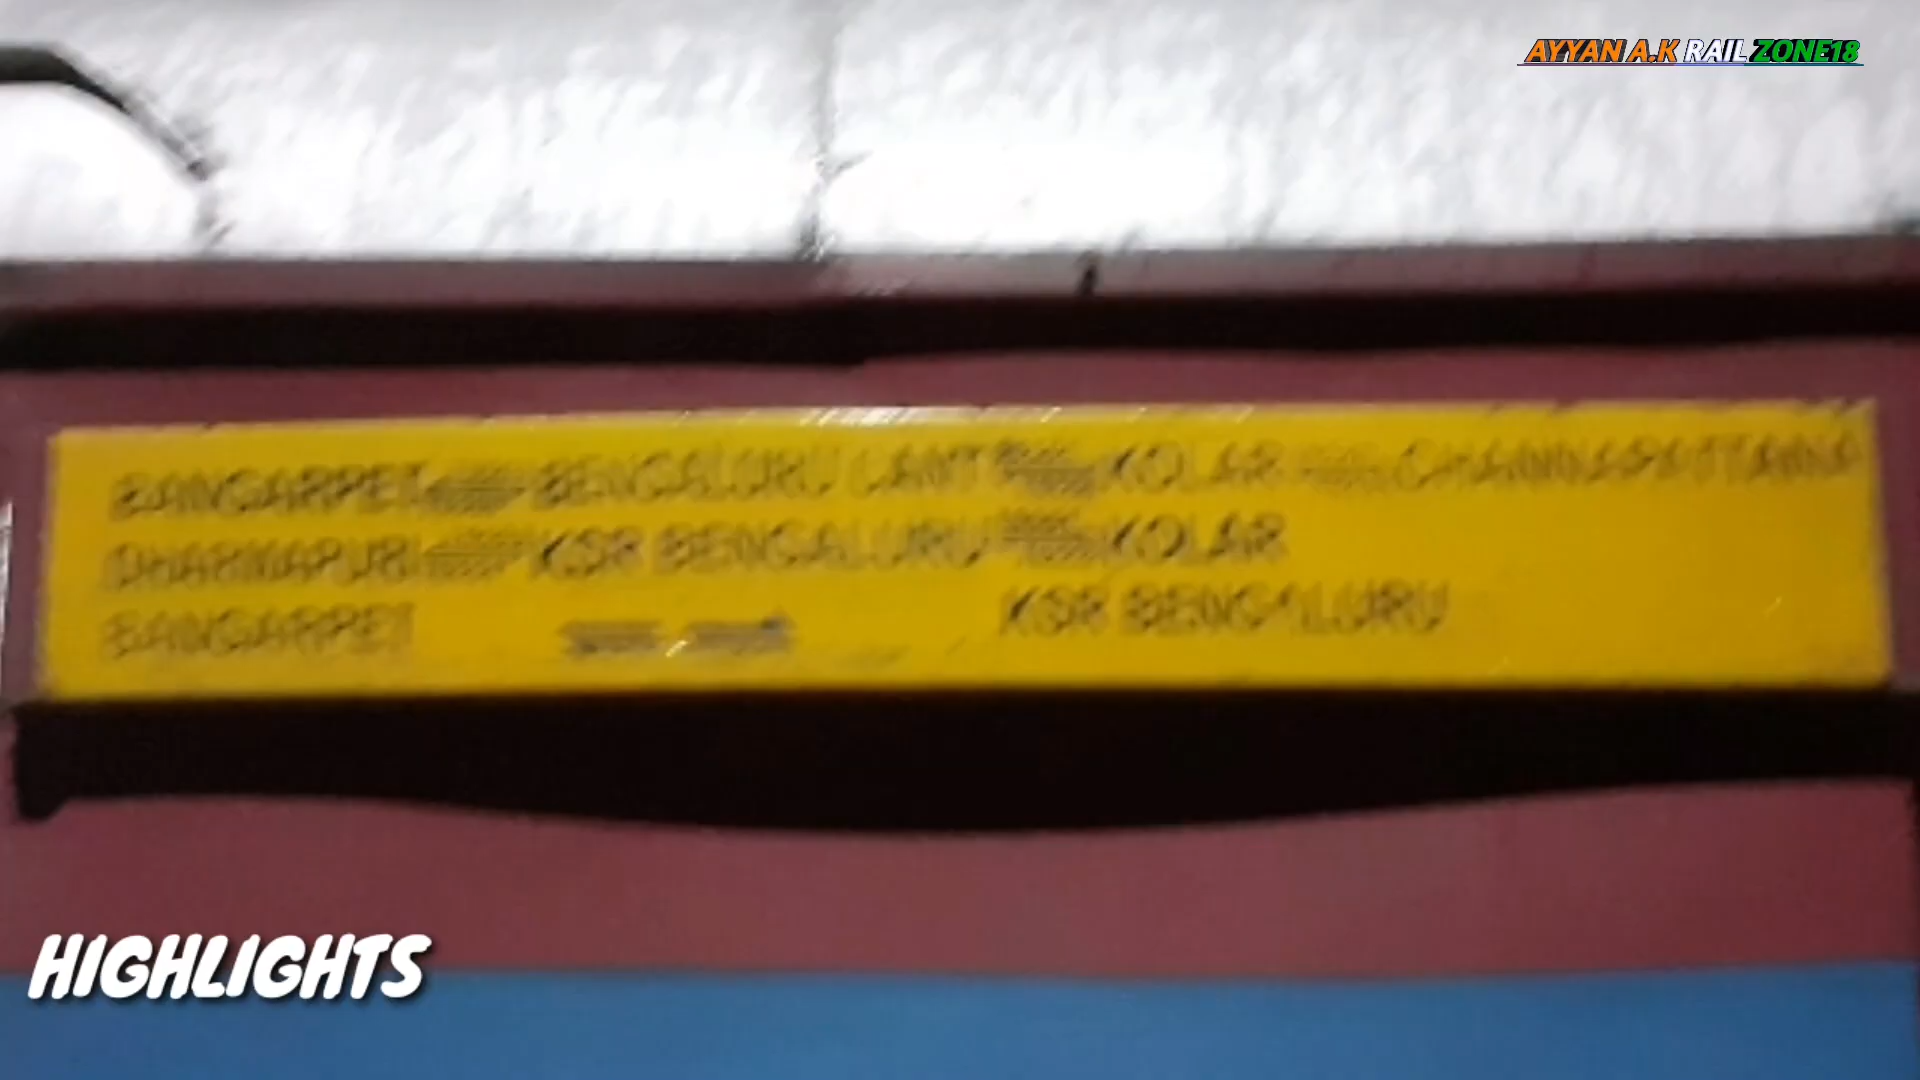 AYYAN A.K RAIL ZONE18
BANGARPET BENGALURU CANT KOLAR CHANNAPATTANA
DHARMAPURI KSR BENGALURU KOLAR
BANGARPET KSR BENGALURU
HIGHLIGHTS